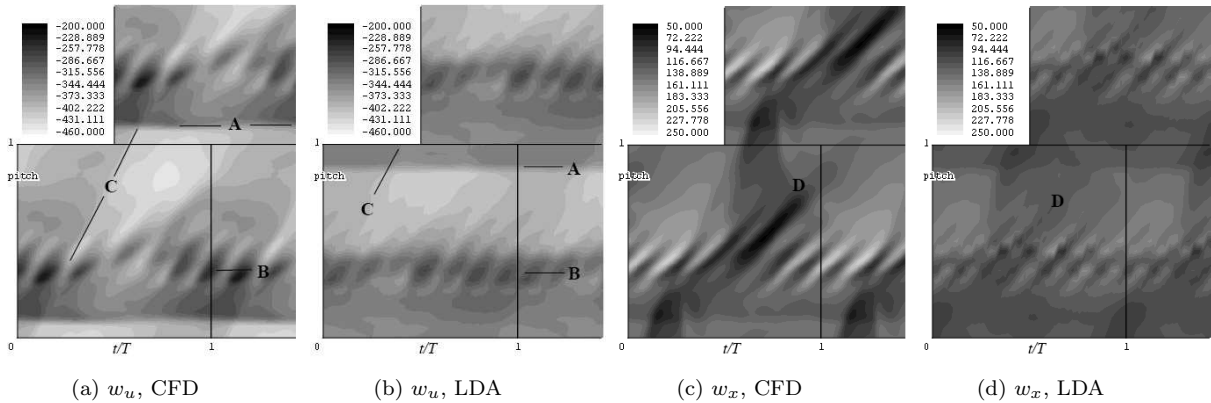 -200.000
-228.889
-257.778
-286.667
-315.556
-344.444
-373.333
-402.222
-431.111
-460.000
A
1
pitch
C
B
0
t/T
1
(a) w_u, CFD
-200.000
-228.889
-257.778
-286.667
-315.556
-344.444
-373.333
-402.222
-431.111
-460.000
1
pitch
A
C
B
0
t/T
1
(b) w_u, LDA
50.000
72.222
94.444
116.667
138.889
161.111
183.333
205.556
227.778
250.000
1
pitch
D
0
t/T
1
(c) w_x, CFD
50.000
72.222
94.444
116.667
138.889
161.111
183.333
205.556
227.778
250.000
1
pitch
D
0
t/T
1
(d) w_x, LDA